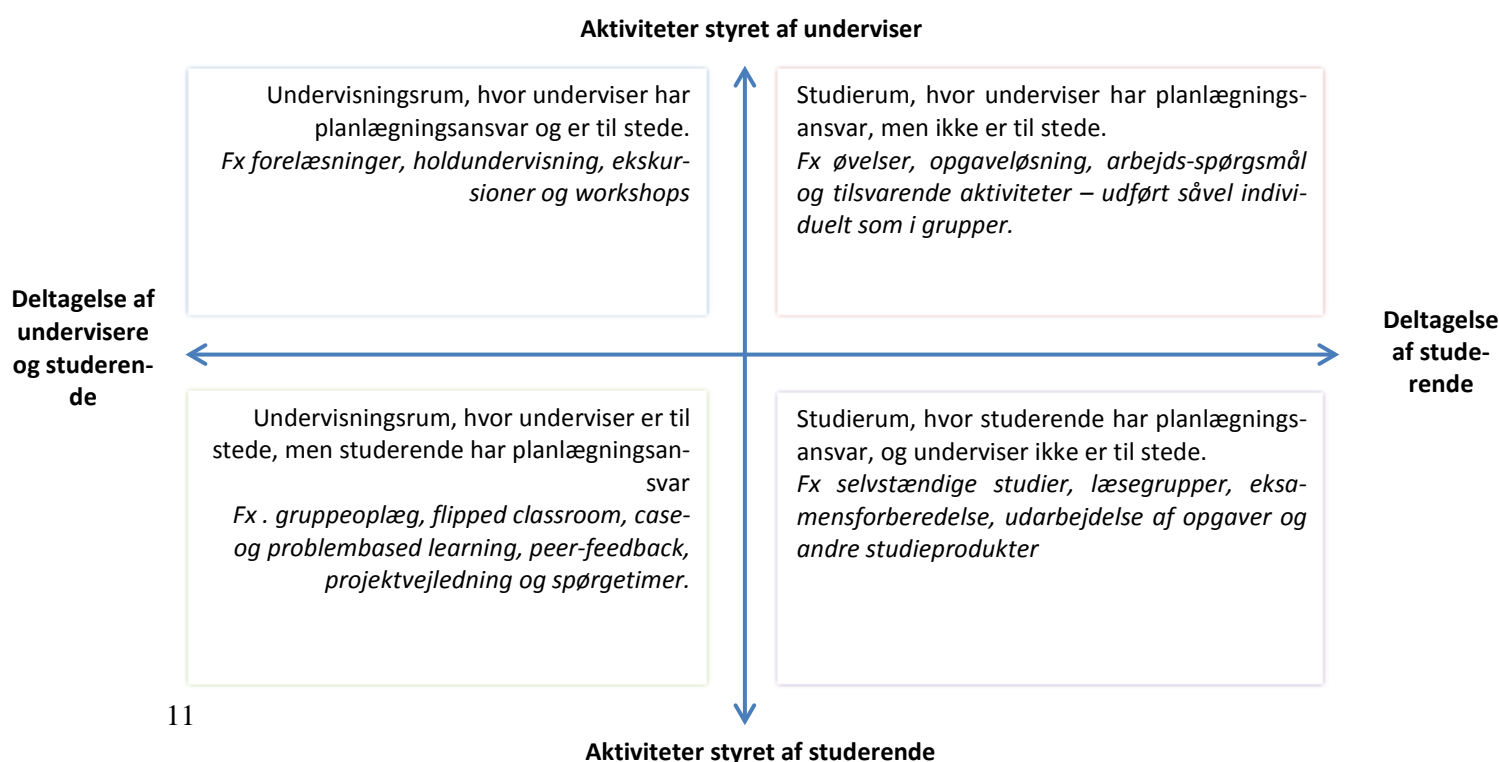 Aktiviteter styret af underviser
Undervisningsrum, hvor underviser har
planlægningsansvar og er til stede.
Fx forelæsninger, holdundervisning, ekskur-
sioner og workshops
Studierum, hvor underviser har planlægnings-
ansvar, men ikke er til stede.
Fx øvelser, opgaveløsning, arbejds-spørgsmål
og tilsvarende aktiviteter – udført såvel indivi-
duelt som i grupper.
Deltagelse af
undervisere
og studeren-
de
Deltagelse
af stude-
rende
Undervisningsrum, hvor underviser er til
stede, men studerende har planlægningsan-
svar
Fx . gruppeoplæg, flipped classroom, case-
og problembased learning, peer-feedback,
projektvejledning og spørgetimer.
Studierum, hvor studerende har planlægnings-
ansvar, og underviser ikke er til stede.
Fx selvstændige studier, læsegrupper, eksa-
mensforberedelse, udarbejdelse af opgaver og
andre studieprodukter
11
Aktiviteter styret af studerende